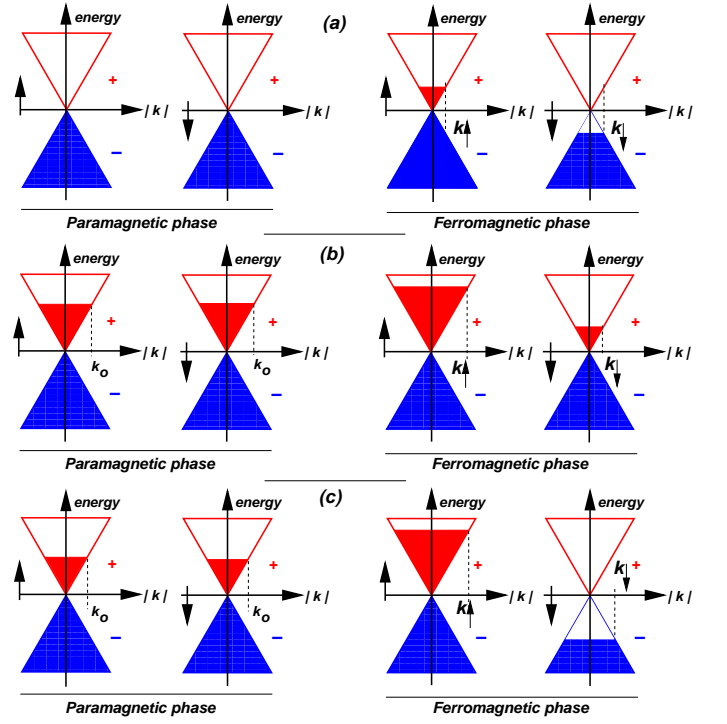 (a)
energy energy energy energy
+ + + +
| k | | k | | k | | k |
k k
− − − −
Paramagnetic phase Ferromagnetic phase
(b)
energy energy energy energy
+ + + +
| k | | k | | k | | k |
k o k o k k
− − − −
Paramagnetic phase Ferromagnetic phase
(c)
energy energy energy energy
+ + + +
k
| k | | k | | k | | k |
k o k o k
− − − −
Paramagnetic phase Ferromagnetic phase